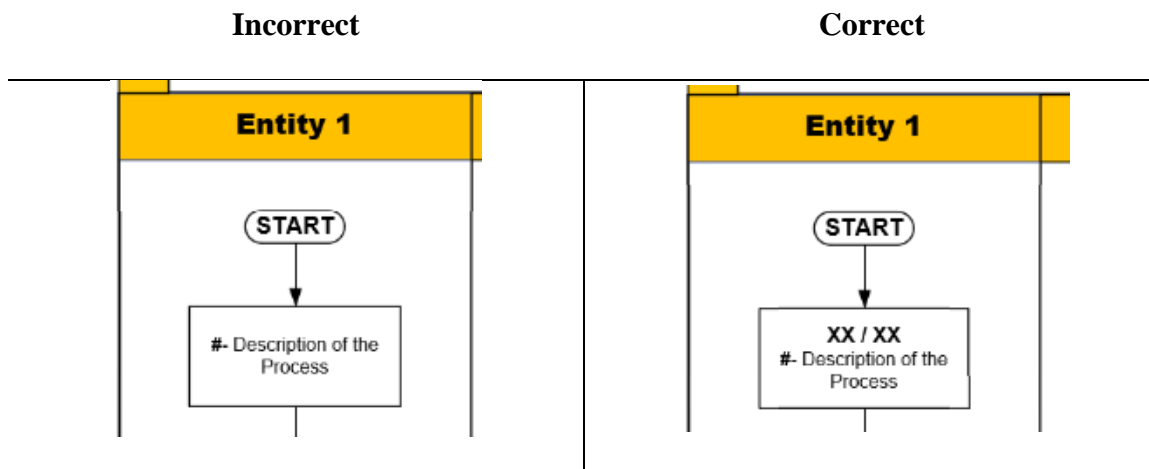 Incorrect
Correct
Entity 1
START
#- Description of the
Process
Entity 1
START
XX / XX
#- Description of the
Process